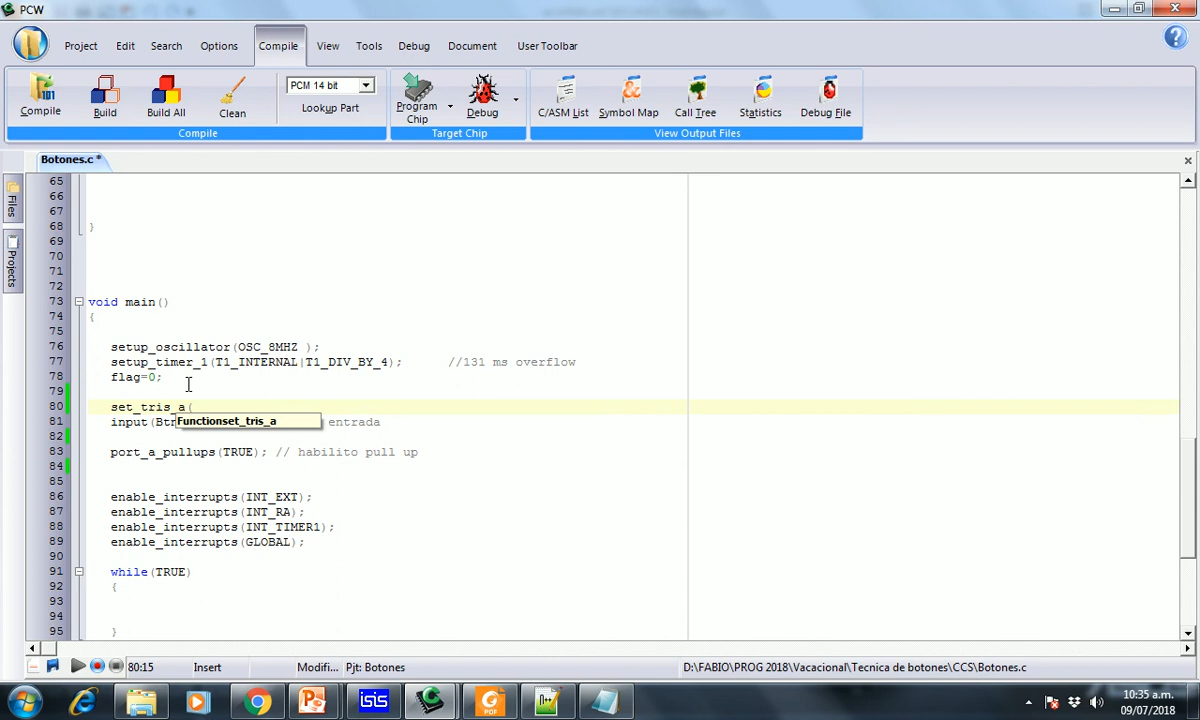 PCW
Project Edit Search Options Compile View Tools Debug Document User Toolbar
PCM 14 bit
Compile Build Build All Clean Lookup Part Program Chip Debug C/ASM List Symbol Map Call Tree Statistics Debug File
Compile Target Chip View Output Files
Botones.c *
Files
Projects
65
66
67
68 }
69
70
71
72
73 void main()
74 {
75
76 setup_oscillator(OSC_8MHZ );
77 setup_timer_1(T1_INTERNAL|T1_DIV_BY_4); //131 ms overflow
78 flag=0;
79
80 set_tris_a(
81 input(Btn entrada
Functionset_tris_a
82
83 port_a_pullups(TRUE); // habilito pull up
84
85
86 enable_interrupts(INT_EXT);
87 enable_interrupts(INT_RA);
88 enable_interrupts(INT_TIMER1);
89 enable_interrupts(GLOBAL);
90
91 while(TRUE)
92 {
93
94
95 }
80:15 Insert Modifi... Pjt: Botones D:\FABIO\PROG 2018\Vacacional\Tecnica de botones\CCS\Botones.c
isis
PDF
10:35 a.m.
09/07/2018